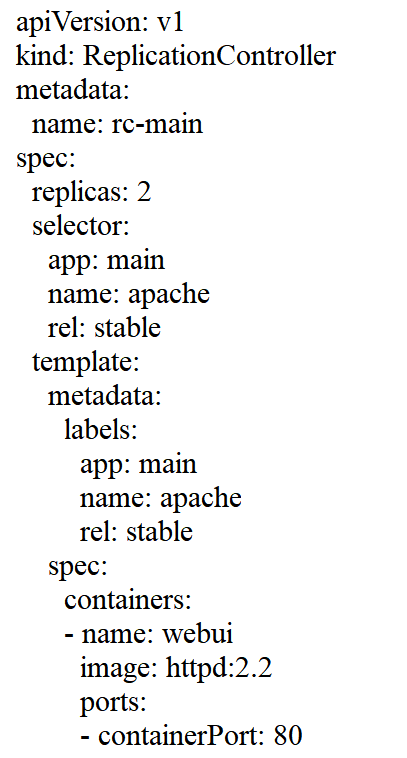 apiVersion: v1
kind: ReplicationController
metadata:
  name: rc-main
spec:
  replicas: 2
  selector:
    app: main
    name: apache
    rel: stable
  template:
    metadata:
      labels:
        app: main
        name: apache
        rel: stable
    spec:
      containers:
      - name: webui
        image: httpd:2.2
        ports:
        - containerPort: 80